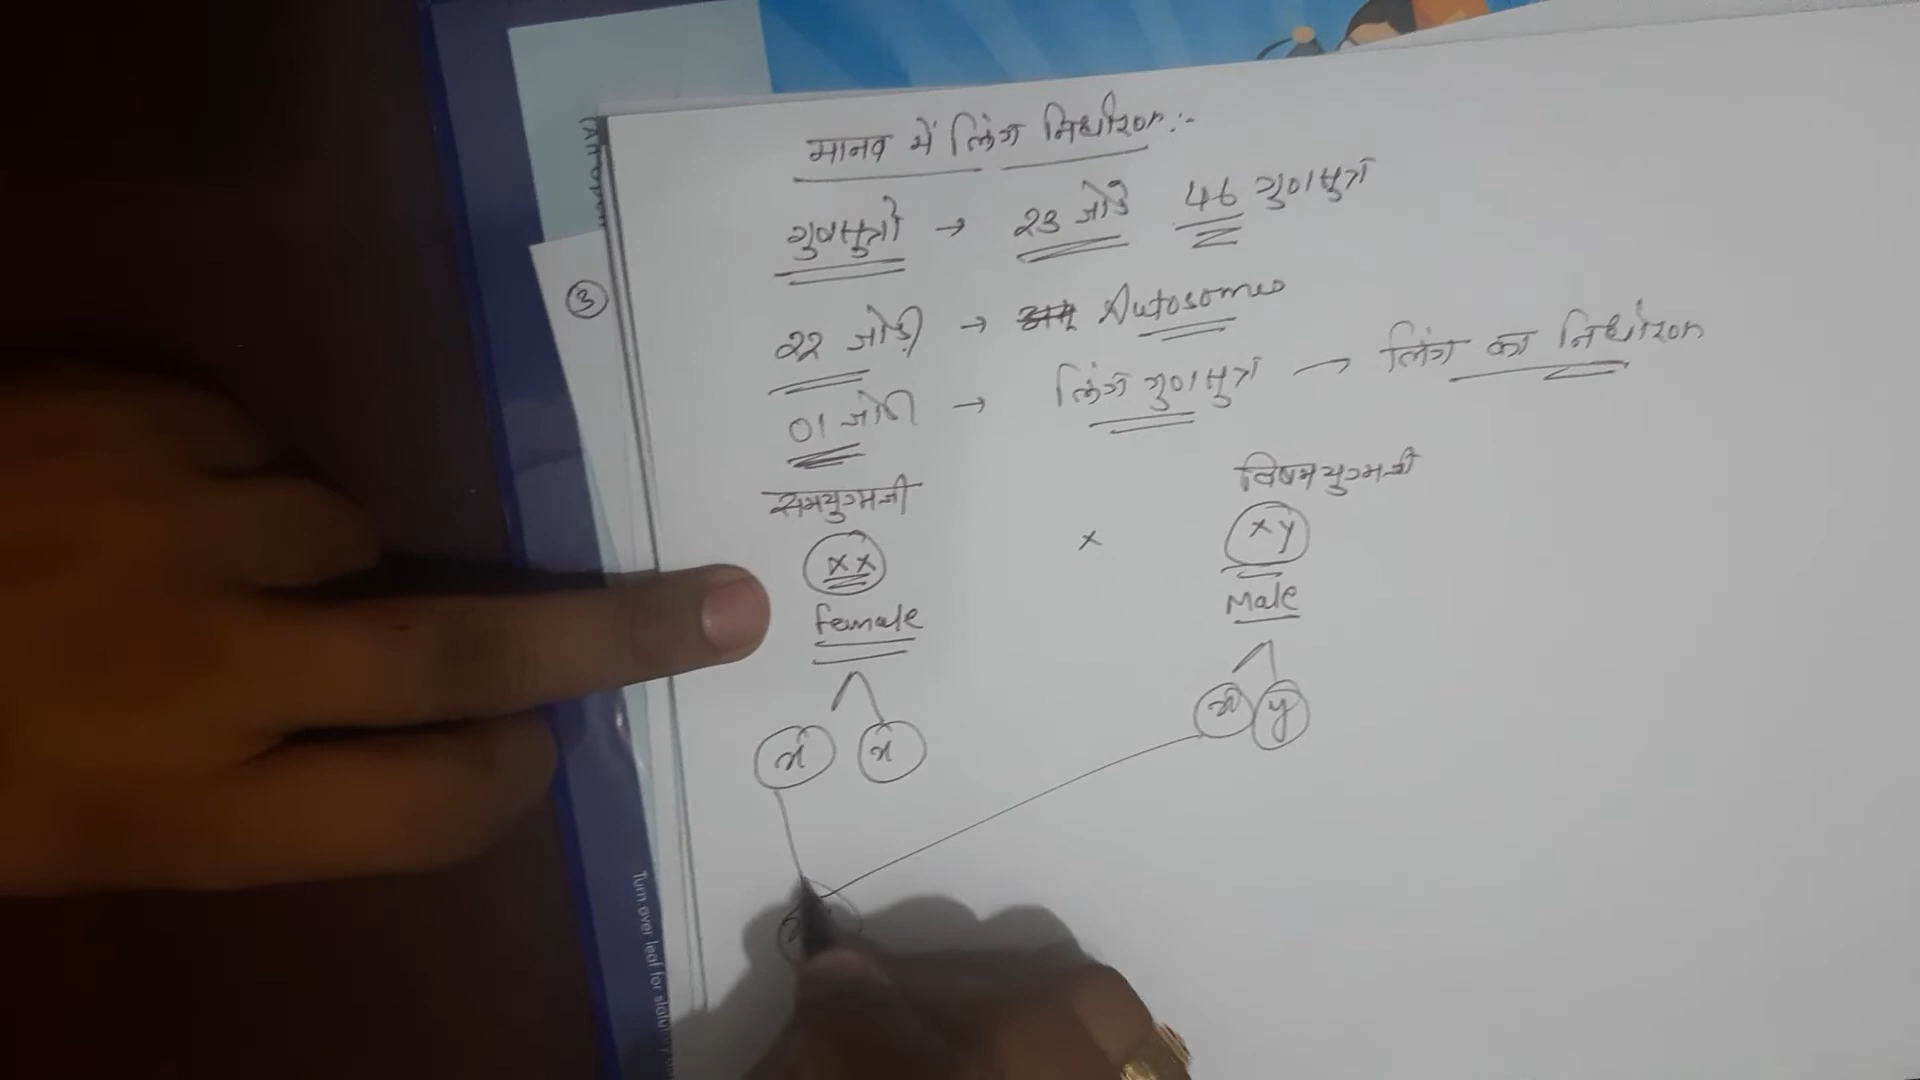 मानव में लिंग निर्धारण :-
गुणसुत्रो → 23 जोडे 46 गुणसुत्र
22 जोड़ी → Autosomes
01 जोडी → लिंग गुणसुत्र → लिंग का निर्धारण
समयुग्मजी विषमयुग्मजी
xx × xy
female Male
x x x y
3
Turn over leaf for